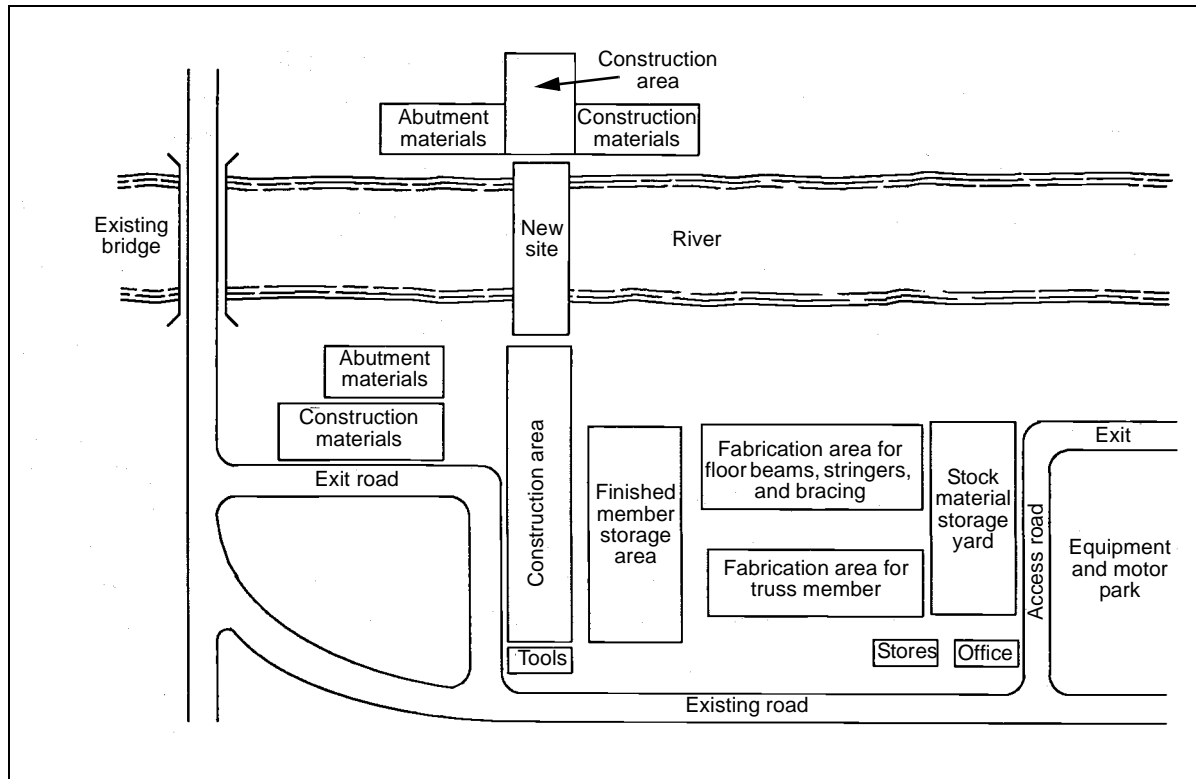 Construction
area
Abutment
materials
Construction
materials
Existing
bridge
New
site
River
Abutment
materials
Construction
materials
Exit road
Construction area
Finished
member
storage
area
Fabrication area for
floor beams, stringers,
and bracing
Fabrication area for
truss member
Stock
material
storage
yard
Access road
Exit
Equipment
and motor
park
Tools
Stores
Office
Existing road